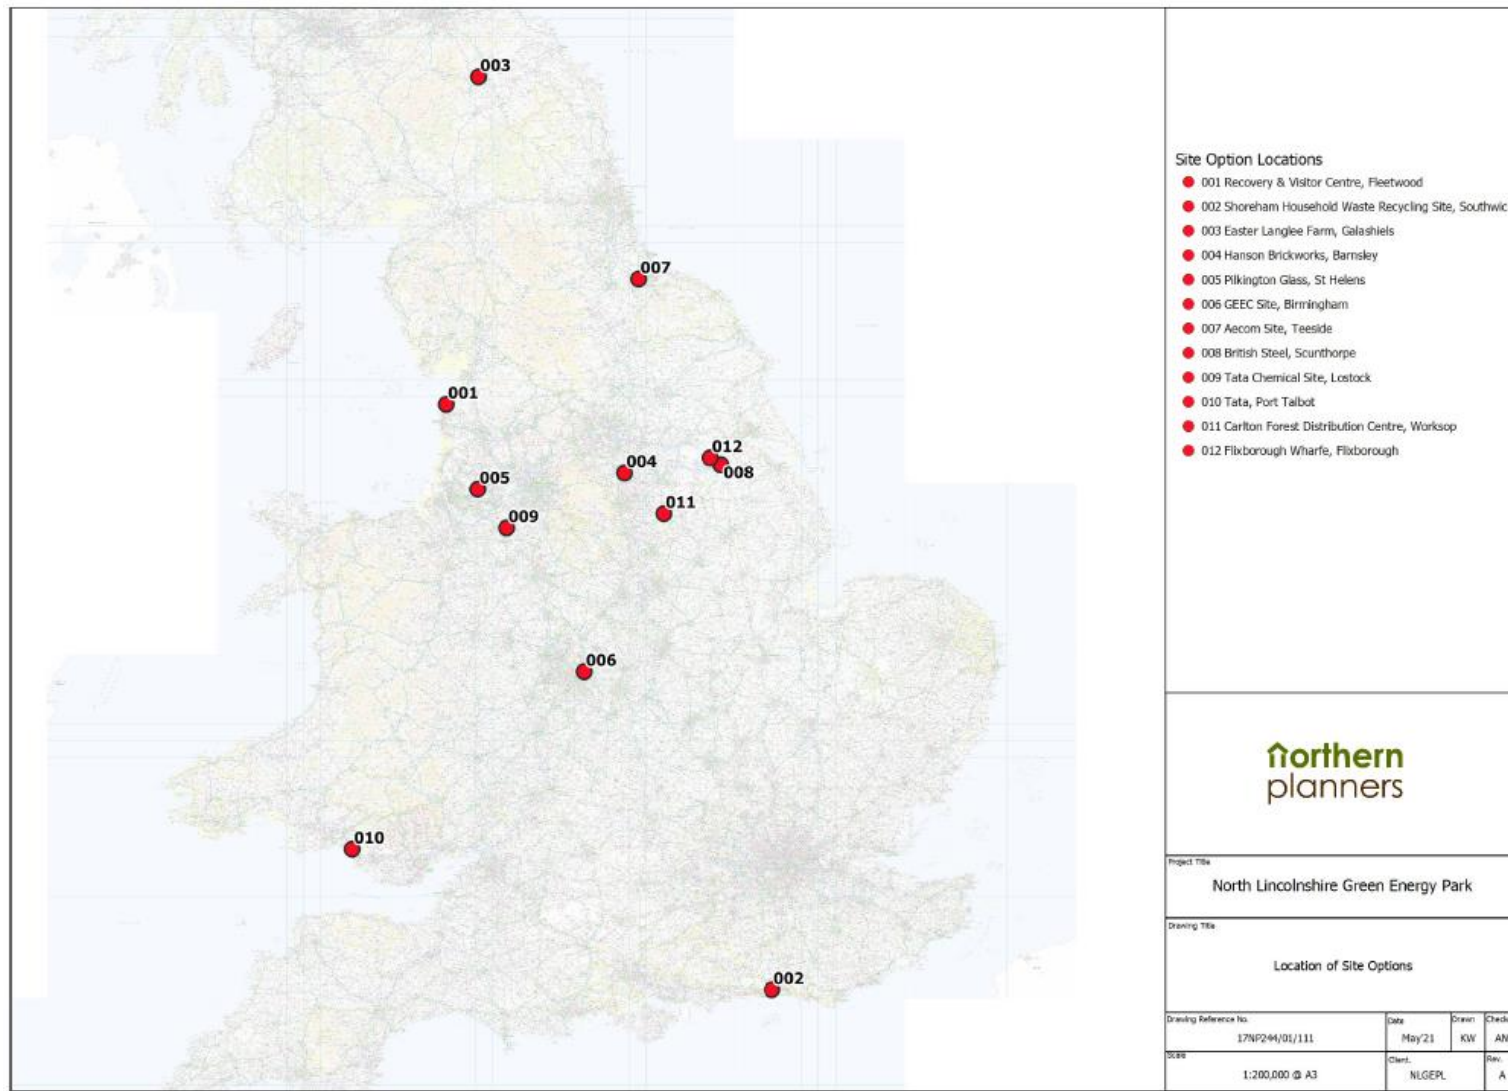 003
007
001
012
004
008
005
011
009
006
010
002
Site Option Locations
001 Recovery & Visitor Centre, Fleetwood
002 Shoreham Household Waste Recycling Site, Southwic
003 Easter Langlee Farm, Galashiels
004 Hanson Brickworks, Barnsley
005 Pilkington Glass, St Helens
006 GEEC Site, Birmingham
007 Aecom Site, Teeside
008 British Steel, Scunthorpe
009 Tata Chemical Site, Lostock
010 Tata, Port Talbot
011 Carlton Forest Distribution Centre, Worksop
012 Flixborough Wharfe, Flixborough
northern
planners
Project Title
North Lincolnshire Green Energy Park
Drawing Title
Location of Site Options
Drawing Reference No.
17NP244/01/111
Date
May'21
Drawn
KW
Check
AN
Scale
1:200,000 @ A3
Client.
NLGEPL
Rev.
A